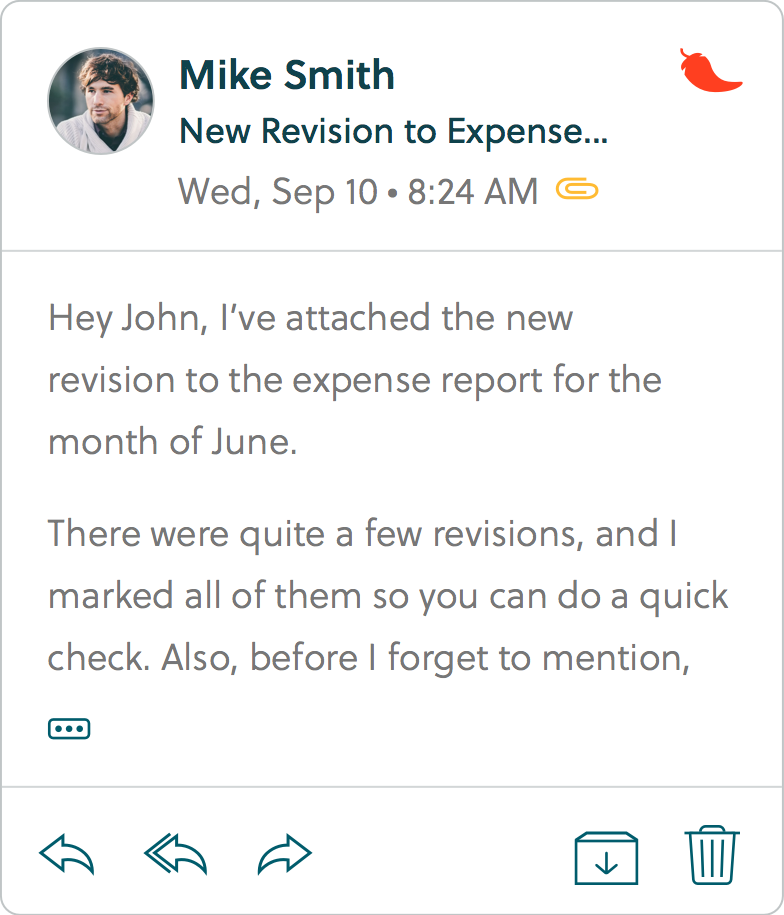 Mike Smith
New Revision to Expense...
Wed, Sep 10 • 8:24 AM
Hey John, I’ve attached the new
revision to the expense report for the
month of June.
There were quite a few revisions, and I
marked all of them so you can do a quick
check. Also, before I forget to mention,